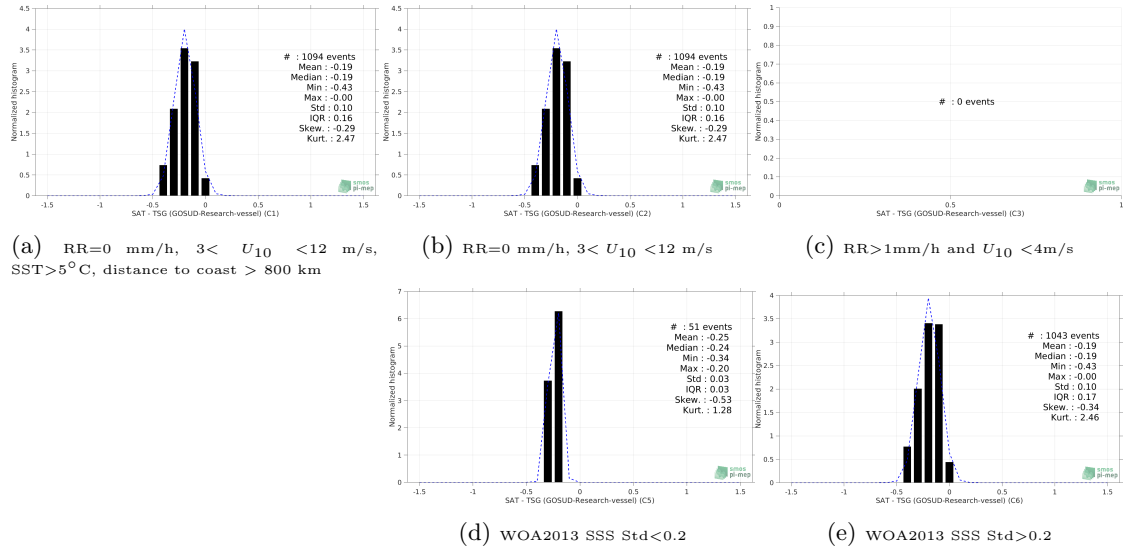 4.5
4
3.5
3
2.5
2
1.5
1
0.5
0
Normalized histogram
# : 1094 events
Mean : -0.19
Median : -0.19
Min : -0.43
Max : -0.00
Std : 0.10
IQR : 0.16
Skew. : -0.29
Kurt. : 2.47
smos
pi-mep
-1.5 -1 -0.5 0 0.5 1 1.5
SAT - TSG (GOSUD-Research-vessel) (C1)
(a) RR=0 mm/h, 3< U10 <12 m/s,
SST>5°C, distance to coast > 800 km
4.5
4
3.5
3
2.5
2
1.5
1
0.5
0
Normalized histogram
# : 1094 events
Mean : -0.19
Median : -0.19
Min : -0.43
Max : -0.00
Std : 0.10
IQR : 0.16
Skew. : -0.29
Kurt. : 2.47
smos
pi-mep
-1.5 -1 -0.5 0 0.5 1 1.5
SAT - TSG (GOSUD-Research-vessel) (C2)
(b) RR=0 mm/h, 3< U10 <12 m/s
1
0.9
0.8
0.7
0.6
0.5
0.4
0.3
0.2
0.1
0
Normalized histogram
# : 0 events
smos
pi-mep
0 0.5 1
SAT - TSG (GOSUD-Research-vessel) (C3)
(c) RR>1mm/h and U10 <4m/s
7
6
5
4
3
2
1
0
Normalized histogram
# : 51 events
Mean : -0.25
Median : -0.24
Min : -0.34
Max : -0.20
Std : 0.03
IQR : 0.03
Skew. : -0.53
Kurt. : 1.28
smos
pi-mep
-1.5 -1 -0.5 0 0.5 1 1.5
SAT - TSG (GOSUD-Research-vessel) (C5)
(d) WOA2013 SSS Std<0.2
4
3.5
3
2.5
2
1.5
1
0.5
0
Normalized histogram
# : 1043 events
Mean : -0.19
Median : -0.19
Min : -0.43
Max : -0.00
Std : 0.10
IQR : 0.17
Skew. : -0.34
Kurt. : 2.46
smos
pi-mep
-1.5 -1 -0.5 0 0.5 1 1.5
SAT - TSG (GOSUD-Research-vessel) (C6)
(e) WOA2013 SSS Std>0.2